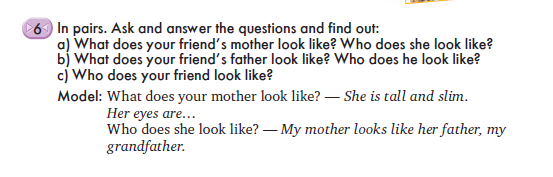 6 In pairs. Ask and answer the questions and find out:
a) What does your friend's mother look like? Who does she look like?
b) What does your friend's father look like? Who does he look like?
c) Who does your friend look like?
Model: What does your mother look like? — She is tall and slim.
Her eyes are...
Who does she look like? — My mother looks like her father, my
grandfather.